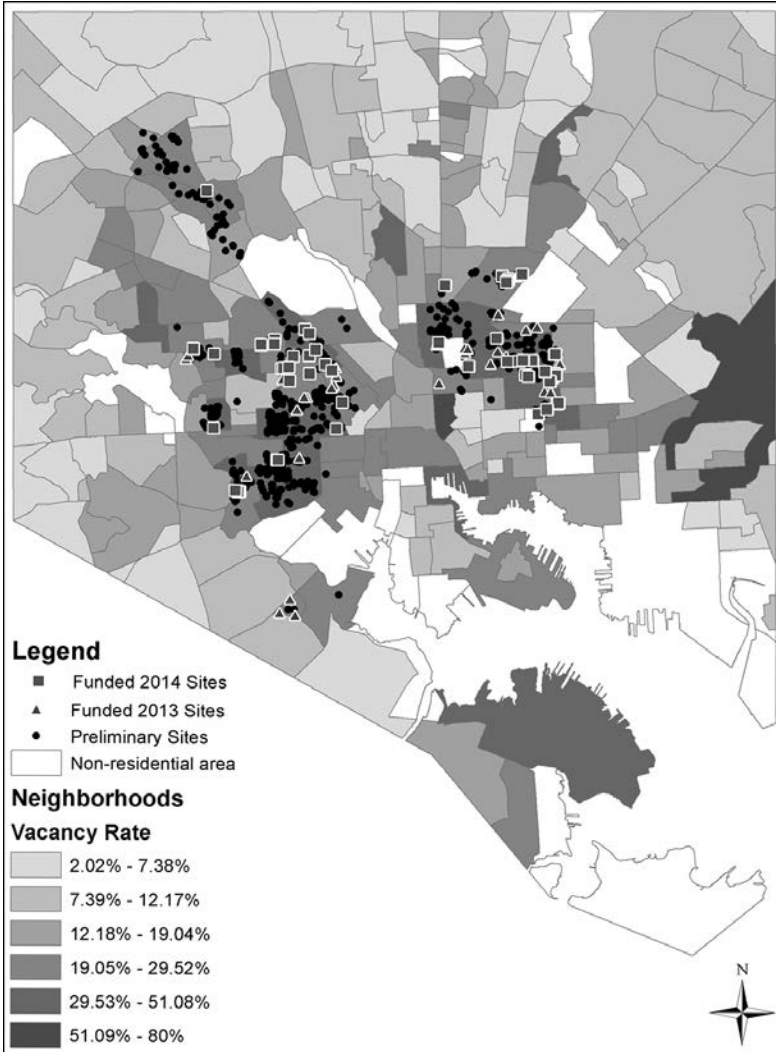 Legend
Funded 2014 Sites
Funded 2013 Sites
Preliminary Sites
Non-residential area
Neighborhoods
Vacancy Rate
2.02% - 7.38%
7.39% - 12.17%
12.18% - 19.04%
19.05% - 29.52%
29.53% - 51.08%
51.09% - 80%
N